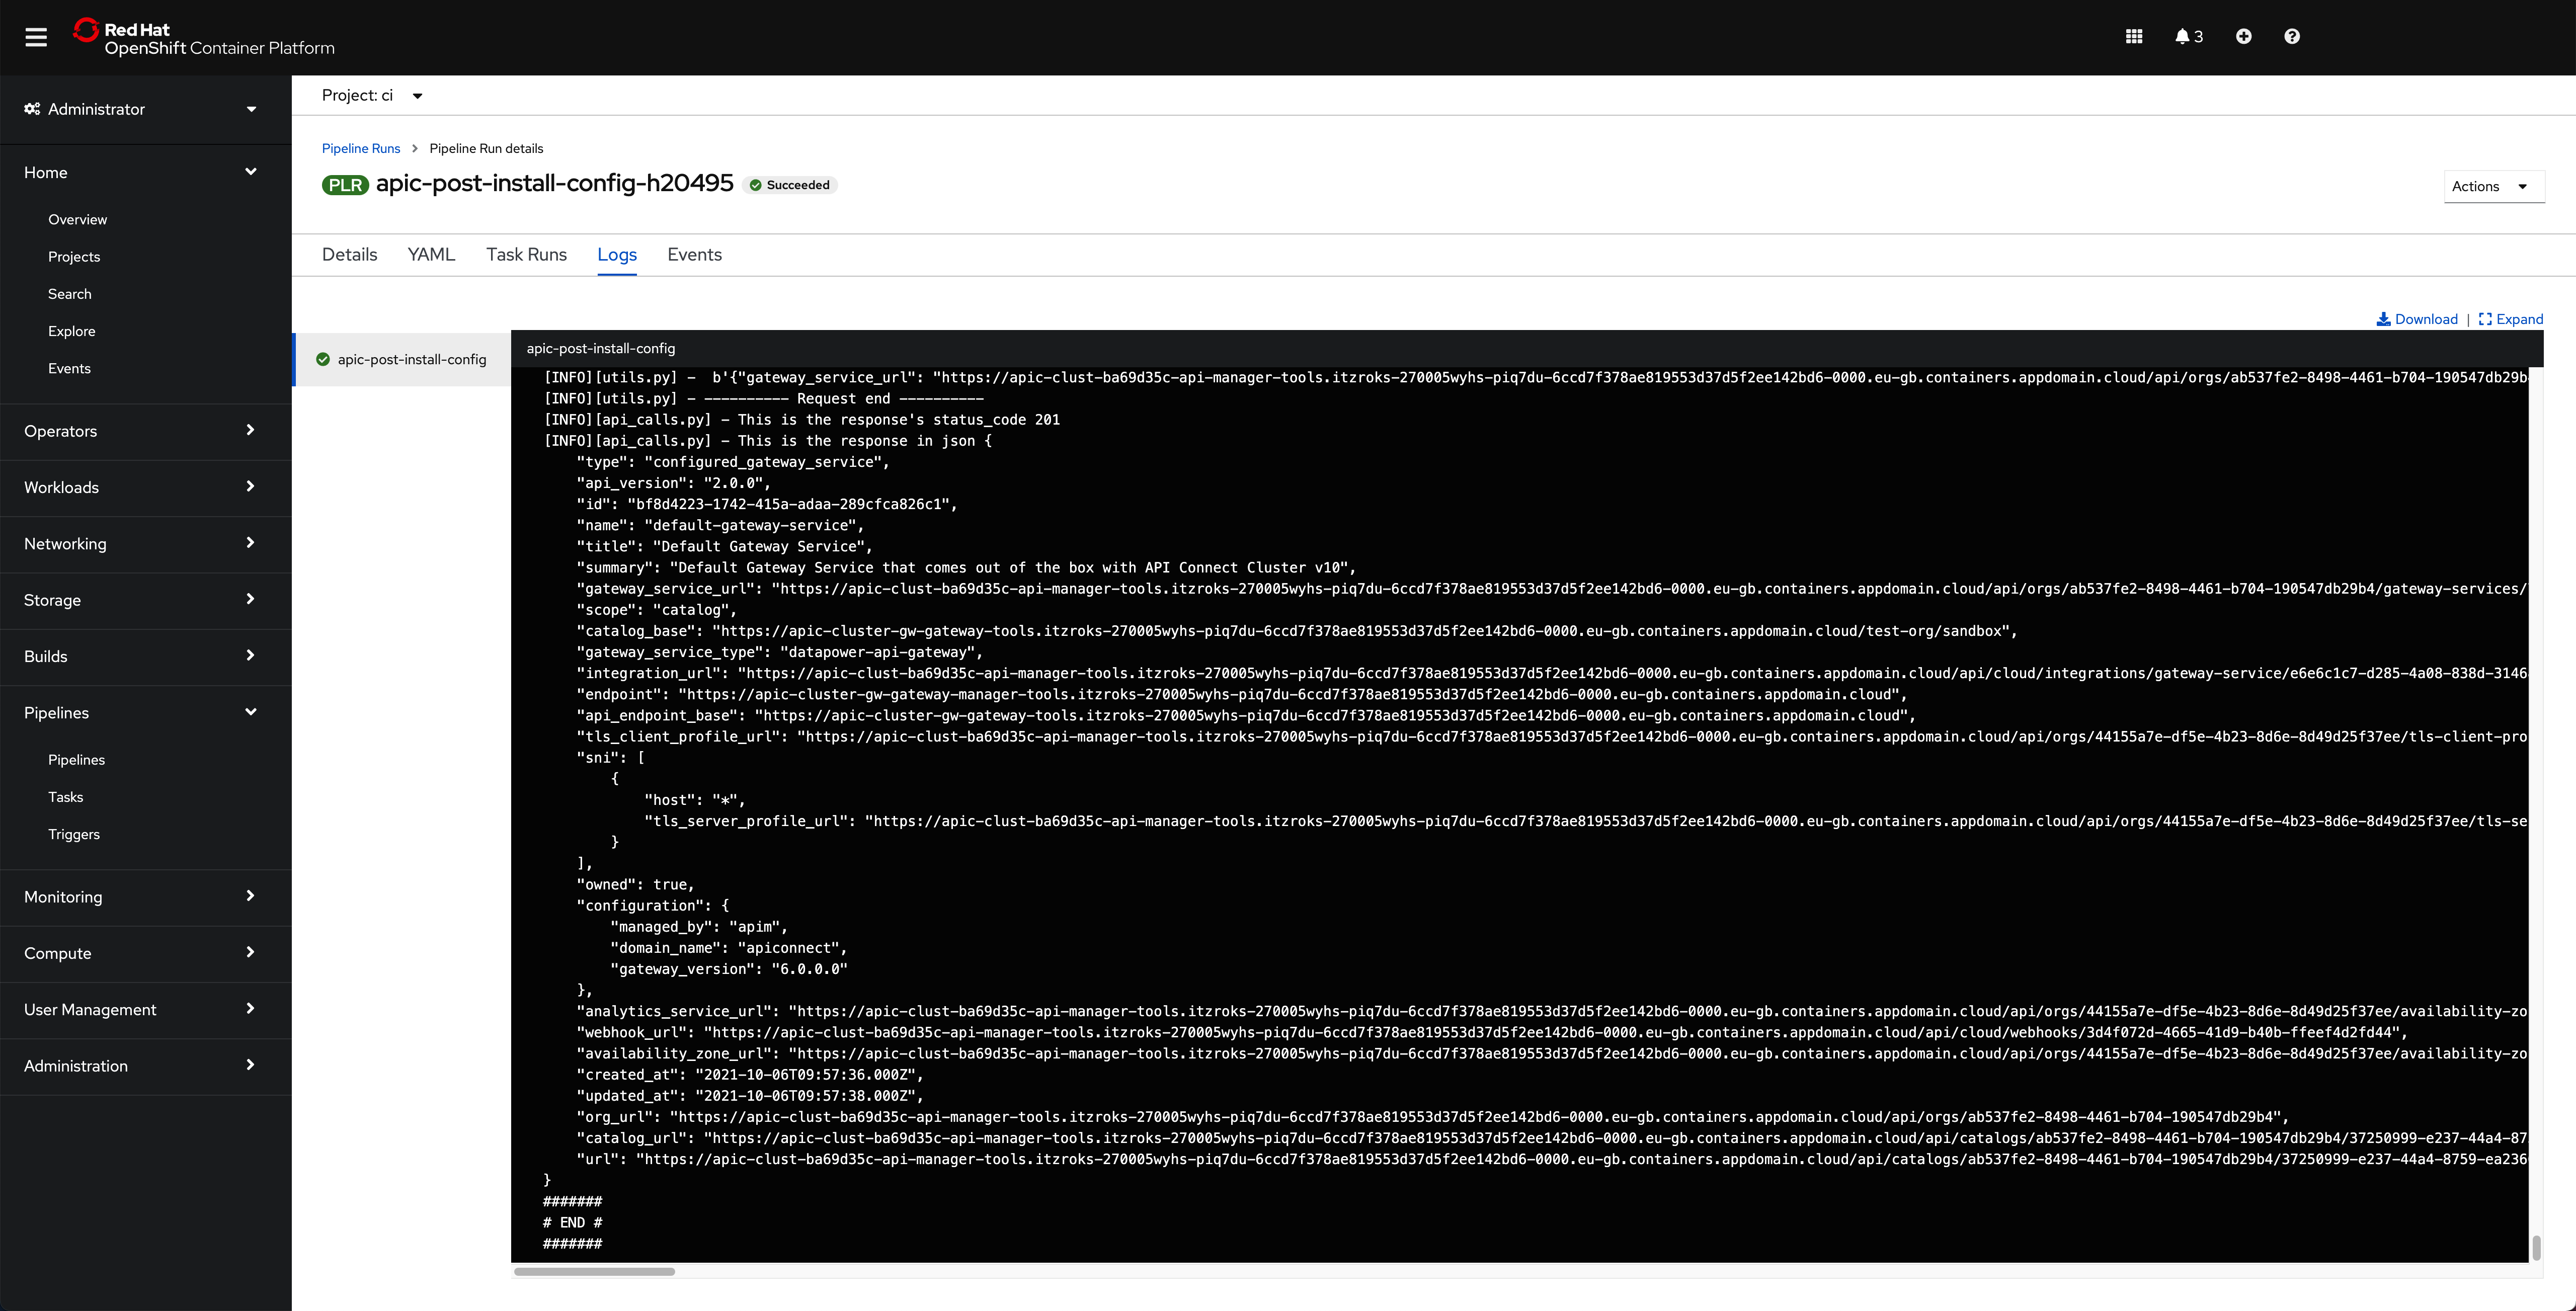 Red Hat
OpenShift Container Platform
3
Administrator
Home
Overview
Projects
Search
Explore
Events
Operators
Workloads
Networking
Storage
Builds
Pipelines
Pipelines
Tasks
Triggers
Monitoring
Compute
User Management
Administration
Project: ci
Pipeline Runs > Pipeline Run details
PLR apic-post-install-config-h20495 Succeeded
Actions
Details YAML Task Runs Logs Events
Download | Expand
apic-post-install-config
apic-post-install-config
[INFO][utils.py] -  b'{"gateway_service_url": "https://apic-clust-ba69d35c-api-manager-tools.itzroks-270005wyhs-piq7du-6ccd7f378ae819553d37d5f2ee142bd6-0000.eu-gb.containers.appdomain.cloud/api/orgs/ab537fe2-8498-4461-b704-190547db29b
[INFO][utils.py] - ---------- Request end ----------
[INFO][api_calls.py] - This is the response's status_code 201
[INFO][api_calls.py] - This is the response in json {
"type": "configured_gateway_service",
"api_version": "2.0.0",
"id": "bf8d4223-1742-415a-adaa-289cfca826c1",
"name": "default-gateway-service",
"title": "Default Gateway Service",
"summary": "Default Gateway Service that comes out of the box with API Connect Cluster v10",
"gateway_service_url": "https://apic-clust-ba69d35c-api-manager-tools.itzroks-270005wyhs-piq7du-6ccd7f378ae819553d37d5f2ee142bd6-0000.eu-gb.containers.appdomain.cloud/api/orgs/ab537fe2-8498-4461-b704-190547db29b4/gateway-services/
"scope": "catalog",
"catalog_base": "https://apic-cluster-gw-gateway-tools.itzroks-270005wyhs-piq7du-6ccd7f378ae819553d37d5f2ee142bd6-0000.eu-gb.containers.appdomain.cloud/test-org/sandbox",
"gateway_service_type": "datapower-api-gateway",
"integration_url": "https://apic-clust-ba69d35c-api-manager-tools.itzroks-270005wyhs-piq7du-6ccd7f378ae819553d37d5f2ee142bd6-0000.eu-gb.containers.appdomain.cloud/api/cloud/integrations/gateway-service/e6e6c1c7-d285-4a08-838d-3146
"endpoint": "https://apic-cluster-gw-gateway-manager-tools.itzroks-270005wyhs-piq7du-6ccd7f378ae819553d37d5f2ee142bd6-0000.eu-gb.containers.appdomain.cloud",
"api_endpoint_base": "https://apic-cluster-gw-gateway-tools.itzroks-270005wyhs-piq7du-6ccd7f378ae819553d37d5f2ee142bd6-0000.eu-gb.containers.appdomain.cloud",
"tls_client_profile_url": "https://apic-clust-ba69d35c-api-manager-tools.itzroks-270005wyhs-piq7du-6ccd7f378ae819553d37d5f2ee142bd6-0000.eu-gb.containers.appdomain.cloud/api/orgs/44155a7e-df5e-4b23-8d6e-8d49d25f37ee/tls-client-pro
"sni": [
{
"host": "*",
"tls_server_profile_url": "https://apic-clust-ba69d35c-api-manager-tools.itzroks-270005wyhs-piq7du-6ccd7f378ae819553d37d5f2ee142bd6-0000.eu-gb.containers.appdomain.cloud/api/orgs/44155a7e-df5e-4b23-8d6e-8d49d25f37ee/tls-se
}
],
"owned": true,
"configuration": {
"managed_by": "apim",
"domain_name": "apiconnect",
"gateway_version": "6.0.0.0"
},
"analytics_service_url": "https://apic-clust-ba69d35c-api-manager-tools.itzroks-270005wyhs-piq7du-6ccd7f378ae819553d37d5f2ee142bd6-0000.eu-gb.containers.appdomain.cloud/api/orgs/44155a7e-df5e-4b23-8d6e-8d49d25f37ee/availability-zo
"webhook_url": "https://apic-clust-ba69d35c-api-manager-tools.itzroks-270005wyhs-piq7du-6ccd7f378ae819553d37d5f2ee142bd6-0000.eu-gb.containers.appdomain.cloud/api/cloud/webhooks/3d4f072d-4665-41d9-b40b-ffeef4d2fd44",
"availability_zone_url": "https://apic-clust-ba69d35c-api-manager-tools.itzroks-270005wyhs-piq7du-6ccd7f378ae819553d37d5f2ee142bd6-0000.eu-gb.containers.appdomain.cloud/api/orgs/44155a7e-df5e-4b23-8d6e-8d49d25f37ee/availability-zo
"created_at": "2021-10-06T09:57:36.000Z",
"updated_at": "2021-10-06T09:57:38.000Z",
"org_url": "https://apic-clust-ba69d35c-api-manager-tools.itzroks-270005wyhs-piq7du-6ccd7f378ae819553d37d5f2ee142bd6-0000.eu-gb.containers.appdomain.cloud/api/orgs/ab537fe2-8498-4461-b704-190547db29b4",
"catalog_url": "https://apic-clust-ba69d35c-api-manager-tools.itzroks-270005wyhs-piq7du-6ccd7f378ae819553d37d5f2ee142bd6-0000.eu-gb.containers.appdomain.cloud/api/catalogs/ab537fe2-8498-4461-b704-190547db29b4/37250999-e237-44a4-87
"url": "https://apic-clust-ba69d35c-api-manager-tools.itzroks-270005wyhs-piq7du-6ccd7f378ae819553d37d5f2ee142bd6-0000.eu-gb.containers.appdomain.cloud/api/catalogs/ab537fe2-8498-4461-b704-190547db29b4/37250999-e237-44a4-8759-ea236
}
#######
# END #
#######